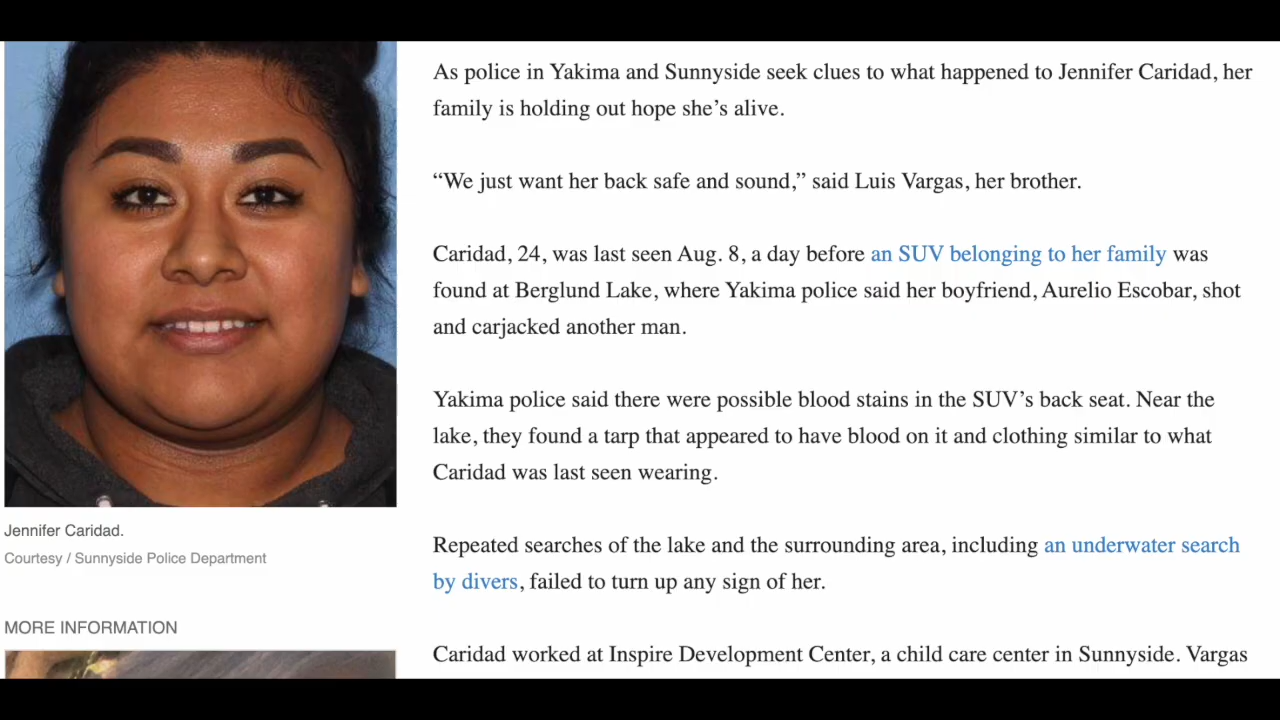 As police in Yakima and Sunnyside seek clues to what happened to Jennifer Caridad, her
family is holding out hope she’s alive.
“We just want her back safe and sound,” said Luis Vargas, her brother.
Caridad, 24, was last seen Aug. 8, a day before an SUV belonging to her family was
found at Berglund Lake, where Yakima police said her boyfriend, Aurelio Escobar, shot
and carjacked another man.
Yakima police said there were possible blood stains in the SUV’s back seat. Near the
lake, they found a tarp that appeared to have blood on it and clothing similar to what
Caridad was last seen wearing.
Repeated searches of the lake and the surrounding area, including an underwater search
by divers, failed to turn up any sign of her.
Caridad worked at Inspire Development Center, a child care center in Sunnyside. Vargas
Jennifer Caridad.
Courtesy / Sunnyside Police Department
MORE INFORMATION